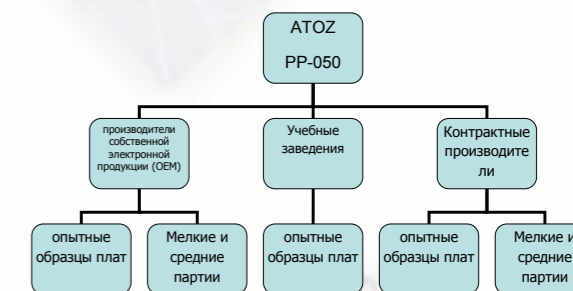 ATOZ
PP-050
производители
собственной
электронной
продукции (OEM)
Учебные
заведения
Контрактные
производите
ли
опытные
образцы плат
Мелкие и
средние
партии
опытные
образцы плат
опытные
образцы плат
Мелкие и
средние
партии